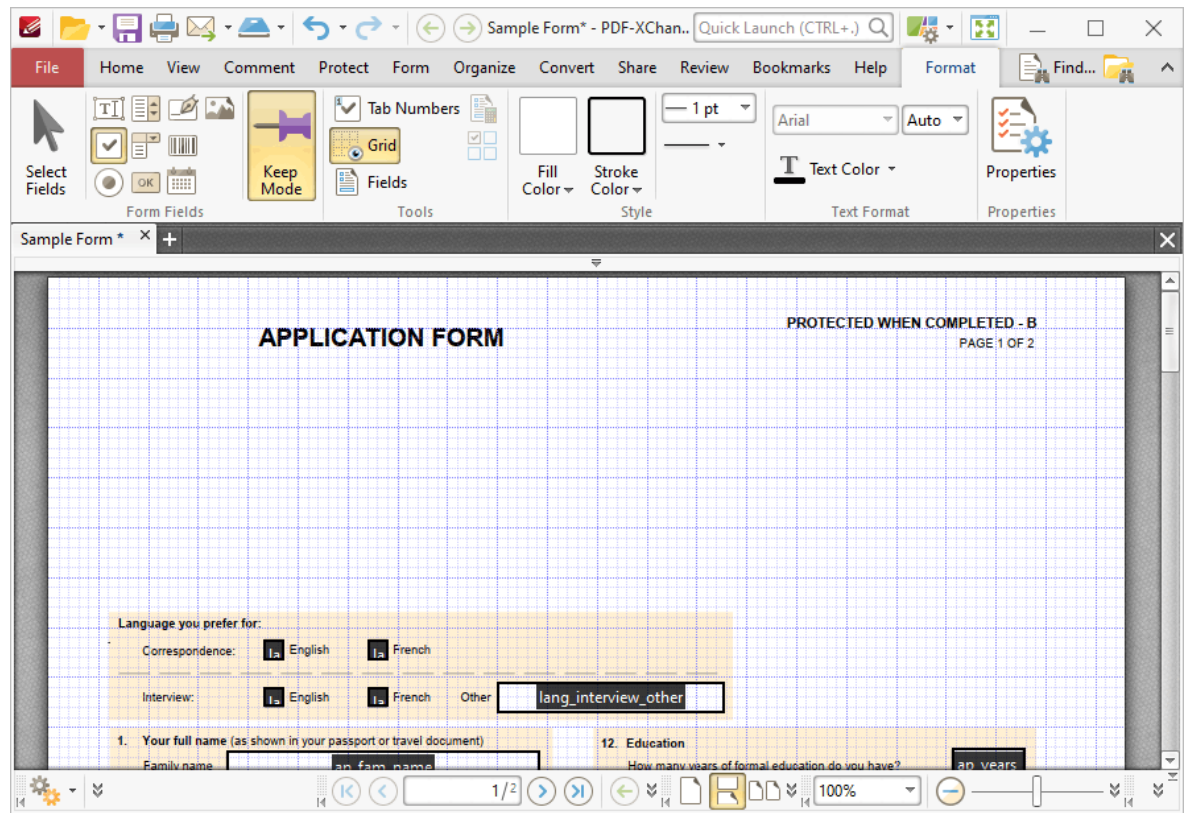 Sample Form* - PDF-XChan.. Quick Launch (CTRL+.)
File Home View Comment Protect Form Organize Convert Share Review Bookmarks Help Format Find...
Select Fields
T
OK
Form Fields
Keep Mode
Tab Numbers
Grid
Fields
Tools
Fill Color
Stroke Color
1 pt
Style
Arial Auto
T Text Color
Text Format
Properties
Properties
Sample Form *
APPLICATION FORM
PROTECTED WHEN COMPLETED - B
PAGE 1 OF 2
Language you prefer for:
Correspondence: English French
Interview: English French Other lang_interview_other
1. Your full name (as shown in your passport or travel document)
Family name ap_fam_name
12. Education
How many years of formal education do you have? ap_years
1/2 100%